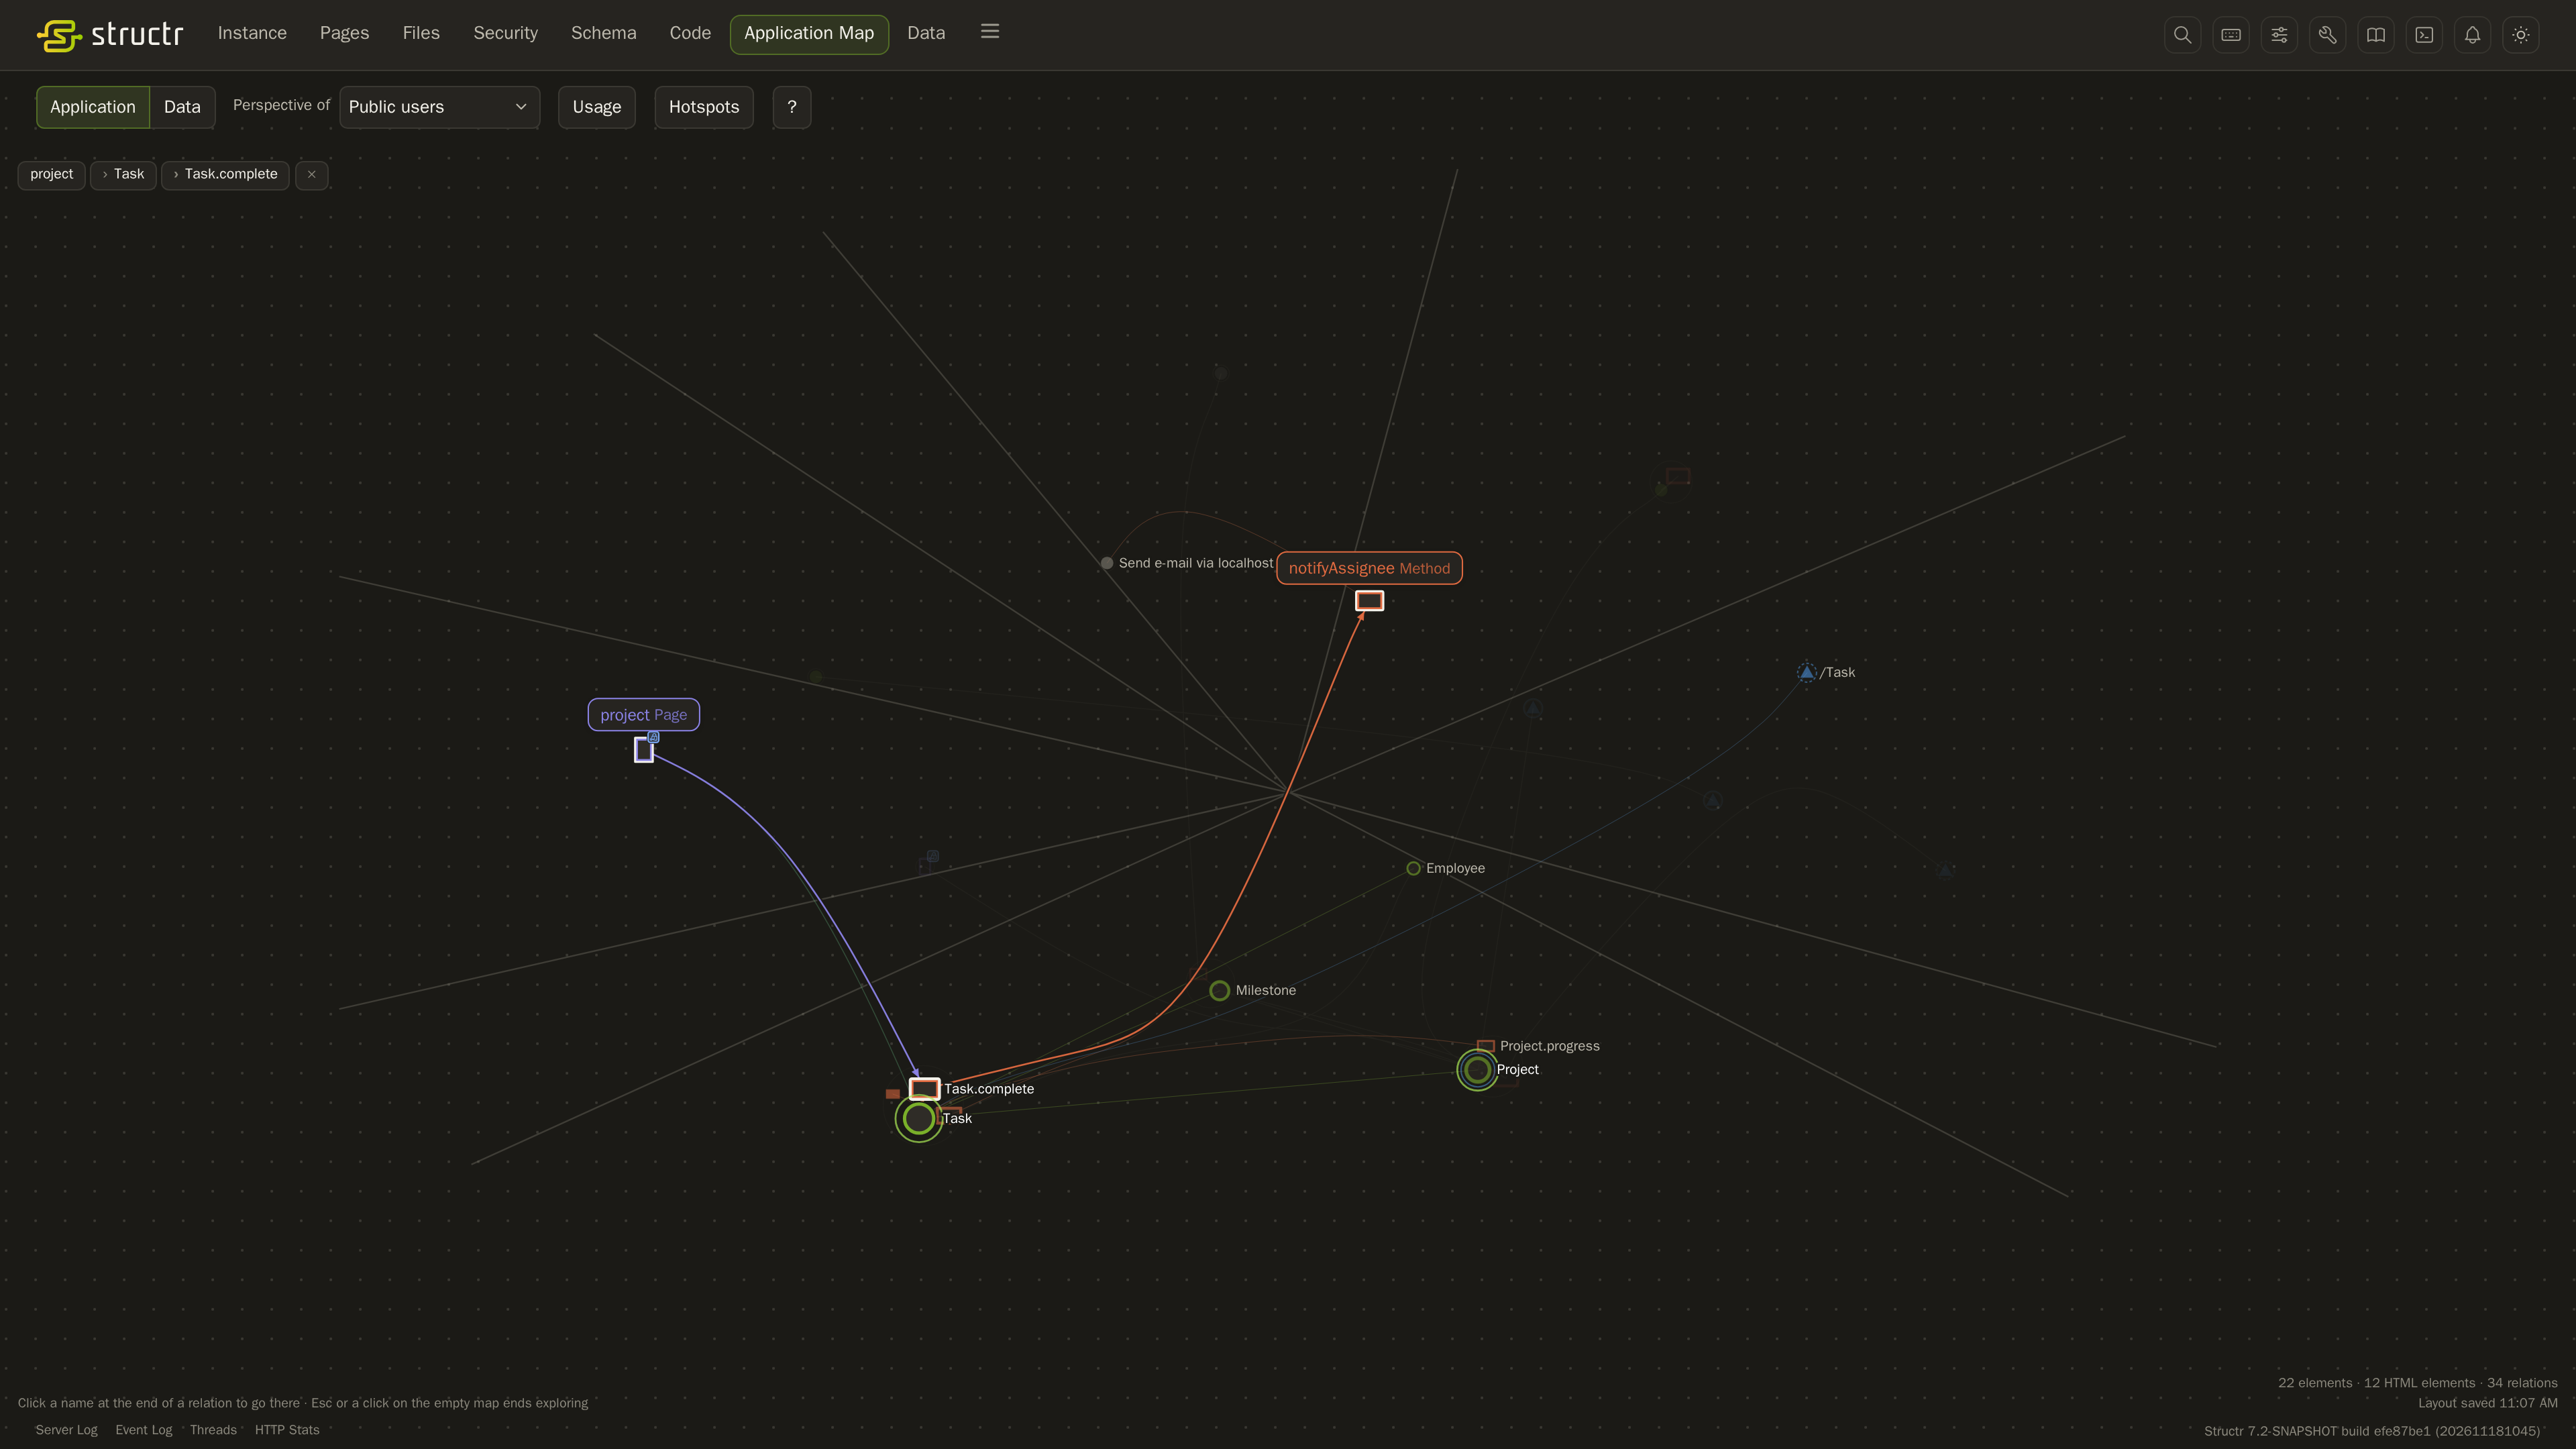 structr Instance Pages Files Security Schema Code Application Map Data
Application Data Perspective of Public users Usage Hotspots ?
project › Task › Task.complete ×
Send e-mail via localhost
notifyAssignee Method
/Task
project Page
Employee
Milestone
Project.progress
Project
Task.complete
Task
22 elements · 12 HTML elements · 34 relations
Click a name at the end of a relation to go there · Esc or a click on the empty map ends exploring
Layout saved 11:07 AM
Server Log Event Log Threads HTTP Stats
Structr 7.2-SNAPSHOT build efe87be1 (202611181045)